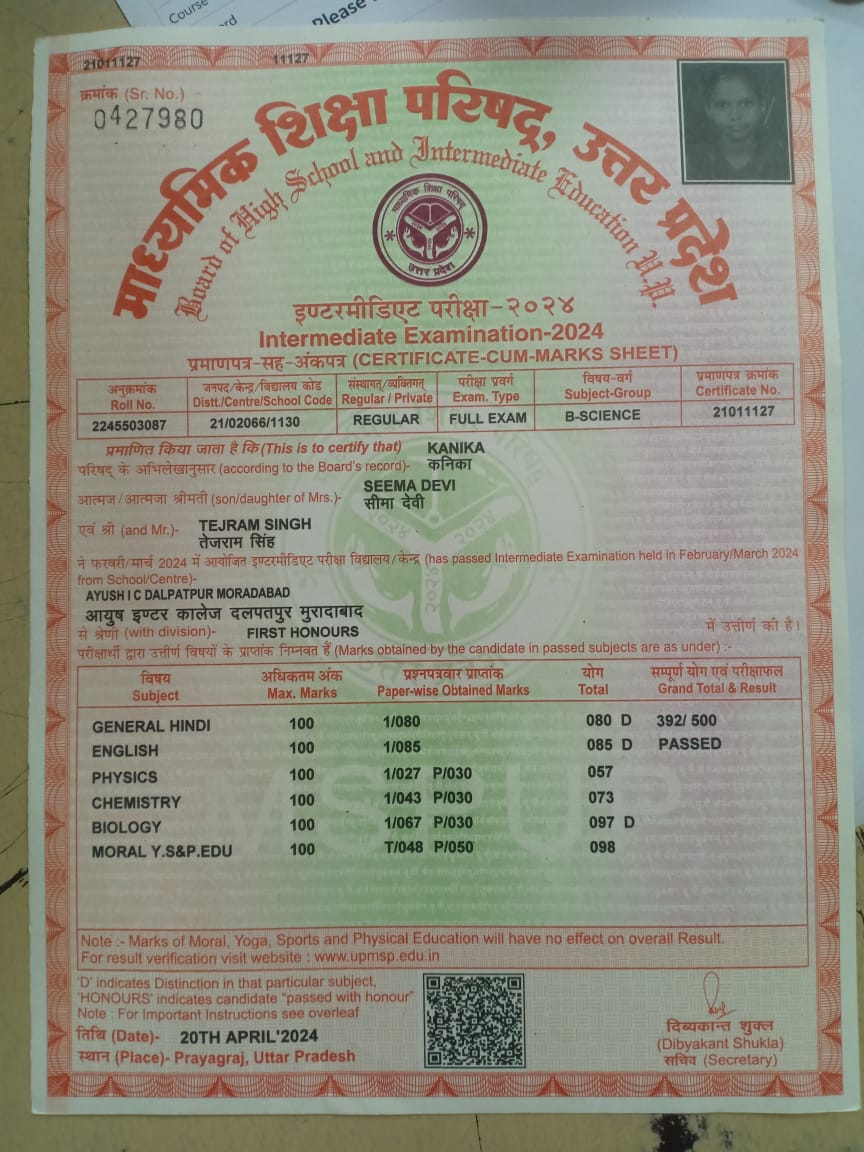 Course
Please
21011127 11127
क्रमांक (Sr. No.)
0427980
माध्यमिक शिक्षा परिषद्, उत्तर प्रदेश
Board of High School and Intermediate Education U.P.
माध्यमिक शिक्षा परिषद्
उत्तर प्रदेश
इण्टरमीडिएट परीक्षा-२०२४
Intermediate Examination-2024
प्रमाणपत्र-सह-अंकपत्र (CERTIFICATE-CUM-MARKS SHEET)
अनुक्रमांक जनपद/केन्द्र/विद्यालय कोड संस्थागत/व्यक्तिगत परीक्षा प्रवर्ग विषय-वर्ग प्रमाणपत्र क्रमांक
Roll No. Distt./Centre/School Code Regular / Private Exam. Type Subject-Group Certificate No.
2245503087 21/02066/1130 REGULAR FULL EXAM B-SCIENCE 21011127
प्रमाणित किया जाता है कि (This is to certify that) KANIKA
परिषद् के अभिलेखानुसार (according to the Board's record)- कनिका
आत्मज/आत्मजा श्रीमती (son/daughter of Mrs.)- SEEMA DEVI
सीमा देवी
एवं श्री (and Mr.)- TEJRAM SINGH
तेजराम सिंह
ने फरवरी/मार्च 2024 में आयोजित इण्टरमीडिएट परीक्षा विद्यालय/केन्द्र (has passed Intermediate Examination held in February/March 2024
from School/Centre)-
AYUSH I C DALPATPUR MORADABAD
आयुष इण्टर कालेज दलपतपुर मुरादाबाद
से श्रेणी (with division)- FIRST HONOURS में उत्तीर्ण की है।
परीक्षार्थी द्वारा उत्तीर्ण विषयों के प्राप्तांक निम्नवत हैं (Marks obtained by the candidate in passed subjects are as under) :-
विषय अधिकतम अंक प्रश्नपत्रवार प्राप्तांक योग सम्पूर्ण योग एवं परीक्षाफल
Subject Max. Marks Paper-wise Obtained Marks Total Grand Total & Result
GENERAL HINDI 100 1/080 080 D 392/ 500
ENGLISH 100 1/085 085 D PASSED
PHYSICS 100 1/027 P/030 057
CHEMISTRY 100 1/043 P/030 073
BIOLOGY 100 1/067 P/030 097 D
MORAL Y.S&P.EDU 100 T/048 P/050 098
MSPUP
Note :- Marks of Moral, Yoga, Sports and Physical Education will have no effect on overall Result.
For result verification visit website : www.upmsp.edu.in
'D' indicates Distinction in that particular subject,
'HONOURS' indicates candidate "passed with honour"
Note : For Important Instructions see overleaf
तिथि (Date)- 20TH APRIL'2024
स्थान (Place)- Prayagraj, Uttar Pradesh
दिव्यकान्त शुक्ल
(Dibyakant Shukla)
सचिव (Secretary)